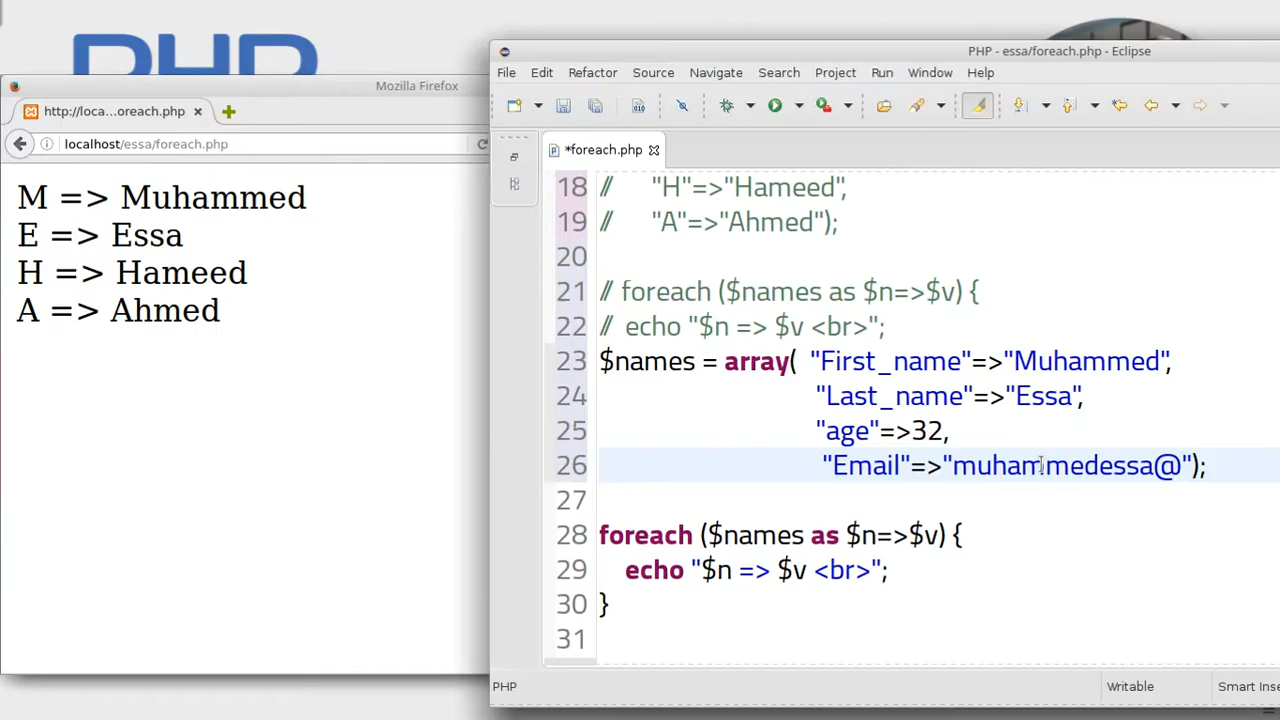 PHP
Mozilla Firefox
http://loca...oreach.php
localhost/essa/foreach.php
M => Muhammed
E => Essa
H => Hameed
A => Ahmed
PHP - essa/foreach.php - Eclipse
File Edit Refactor Source Navigate Search Project Run Window Help
*foreach.php
18 // "H"=>"Hameed",
19 // "A"=>"Ahmed");
20
21 // foreach ($names as $n=>$v) {
22 // echo "$n => $v <br>";
23 $names = array( "First_name"=>"Muhammed",
24 "Last_name"=>"Essa",
25 "age"=>32,
26 "Email"=>"muhammedessa@");
27
28 foreach ($names as $n=>$v) {
29 echo "$n => $v <br>";
30 }
31
PHP Writable Smart Inse